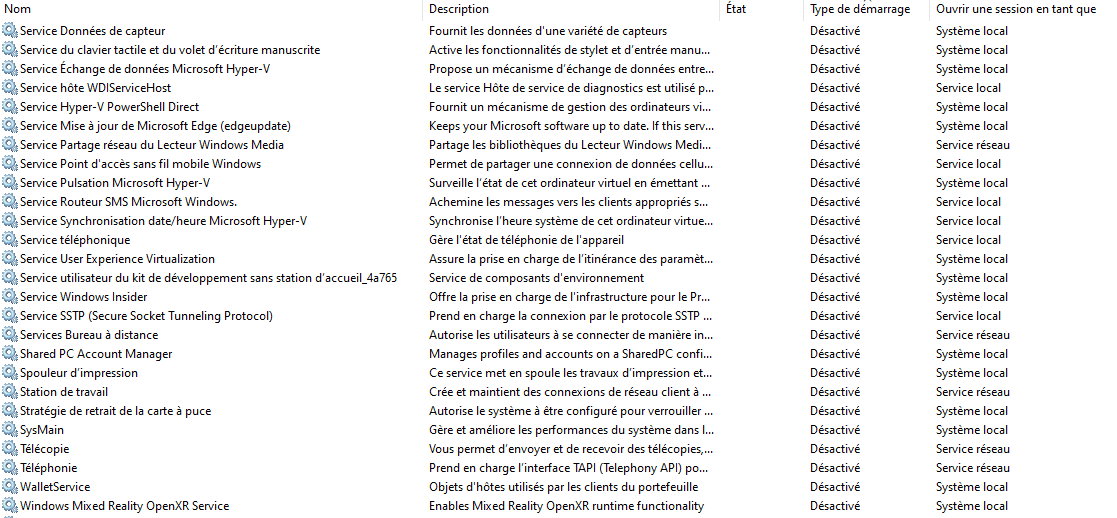 Nom Description État Type de démarrage Ouvrir une session en tant que
Service Données de capteur Fournit les données d'une variété de capteurs Désactivé Système local
Service du clavier tactile et du volet d'écriture manuscrite Active les fonctionnalités de stylet et d'entrée manu... Désactivé Système local
Service Échange de données Microsoft Hyper-V Propose un mécanisme d'échange de données entre... Désactivé Système local
Service hôte WDIServiceHost Le service Hôte de service de diagnostics est utilisé p... Désactivé Service local
Service Hyper-V PowerShell Direct Fournit un mécanisme de gestion des ordinateurs vi... Désactivé Système local
Service Mise à jour de Microsoft Edge (edgeupdate) Keeps your Microsoft software up to date. If this serv... Désactivé Système local
Service Partage réseau du Lecteur Windows Media Partage les bibliothèques du Lecteur Windows Medi... Désactivé Service réseau
Service Point d'accès sans fil mobile Windows Permet de partager une connexion de données cellu... Désactivé Service local
Service Pulsation Microsoft Hyper-V Surveille l'état de cet ordinateur virtuel en émettant ... Désactivé Système local
Service Routeur SMS Microsoft Windows. Achemine les messages vers les clients appropriés s... Désactivé Service local
Service Synchronisation date/heure Microsoft Hyper-V Synchronise l'heure système de cet ordinateur virtue... Désactivé Service local
Service téléphonique Gère l'état de téléphonie de l'appareil Désactivé Service local
Service User Experience Virtualization Assure la prise en charge de l'itinérance des paramèt... Désactivé Système local
Service utilisateur du kit de développement sans station d'accueil_4a765 Service de composants d'environnement Désactivé Système local
Service Windows Insider Offre la prise en charge de l'infrastructure pour le Pr... Désactivé Système local
Service SSTP (Secure Socket Tunneling Protocol) Prend en charge la connexion par le protocole SSTP ... Désactivé Service local
Services Bureau à distance Autorise les utilisateurs à se connecter de manière in... Désactivé Service réseau
Shared PC Account Manager Manages profiles and accounts on a SharedPC confi... Désactivé Système local
Spouleur d'impression Ce service met en spoule les travaux d'impression et... Désactivé Système local
Station de travail Crée et maintient des connexions de réseau client à ... Désactivé Service réseau
Stratégie de retrait de la carte à puce Autorise le système à être configuré pour verrouiller ... Désactivé Système local
SysMain Gère et améliore les performances du système dans l... Désactivé Système local
Télécopie Vous permet d'envoyer et de recevoir des télécopies,... Désactivé Service réseau
Téléphonie Prend en charge l'interface TAPI (Telephony API) po... Désactivé Service réseau
WalletService Objets d'hôtes utilisés par les clients du portefeuille Désactivé Système local
Windows Mixed Reality OpenXR Service Enables Mixed Reality OpenXR runtime functionality Désactivé Système local